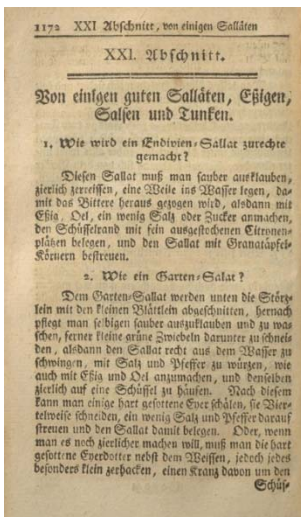 1172 XXI Abschnitt, von einigen Salläten
XXI. Abschnitt.
Von einigen guten Salläten, Eßigen,
Salsen und Tunken.
1. Wie wird ein Endivien-Sallat zurechte
gemacht?
Diesen Sallat muß man sauber ausklauben,
zierlich zerreissen, eine Weile ins Wasser legen, da-
mit das Bittere heraus gezogen wird, alsdann mit
Eßig, Oel, ein wenig Salz oder Zucker anmachen,
den Schüsselrand mit fein ausgestochenen Citronen-
plätzen belegen, und den Sallat mit Granatäpfel-
Körnern bestreuen.
2. Wie ein Garten-Salat?
Dem Garten-Sallat werden unten die Störz-
lein mit den kleinen Blättlein abgeschnitten, hernach
pflegt man selbigen sauber auszuklauben und zu wa-
schen, ferner kleine grüne Zwiebeln darunter zu schnei-
den, alsdann den Sallat recht aus dem Wasser zu
schwingen, mit Salz und Pfeffer zu würzen, wie
auch mit Eßig und Oel anzumachen, und denselben
zierlich auf eine Schüssel zu häufen. Nach diesem
kann man einige hart gesottene Eyer schälen, sie Vier-
telweise schneiden, ein wenig Salz und Pfeffer darauf
streuen und den Sallat damit belegen. Oder, wenn
man es noch zierlicher machen will, muß man die hart
gesottene Eyerdotter nebst dem Weissen, jedoch jedes
besonders klein zerhacken, einen Kranz davon um den
Schüs-